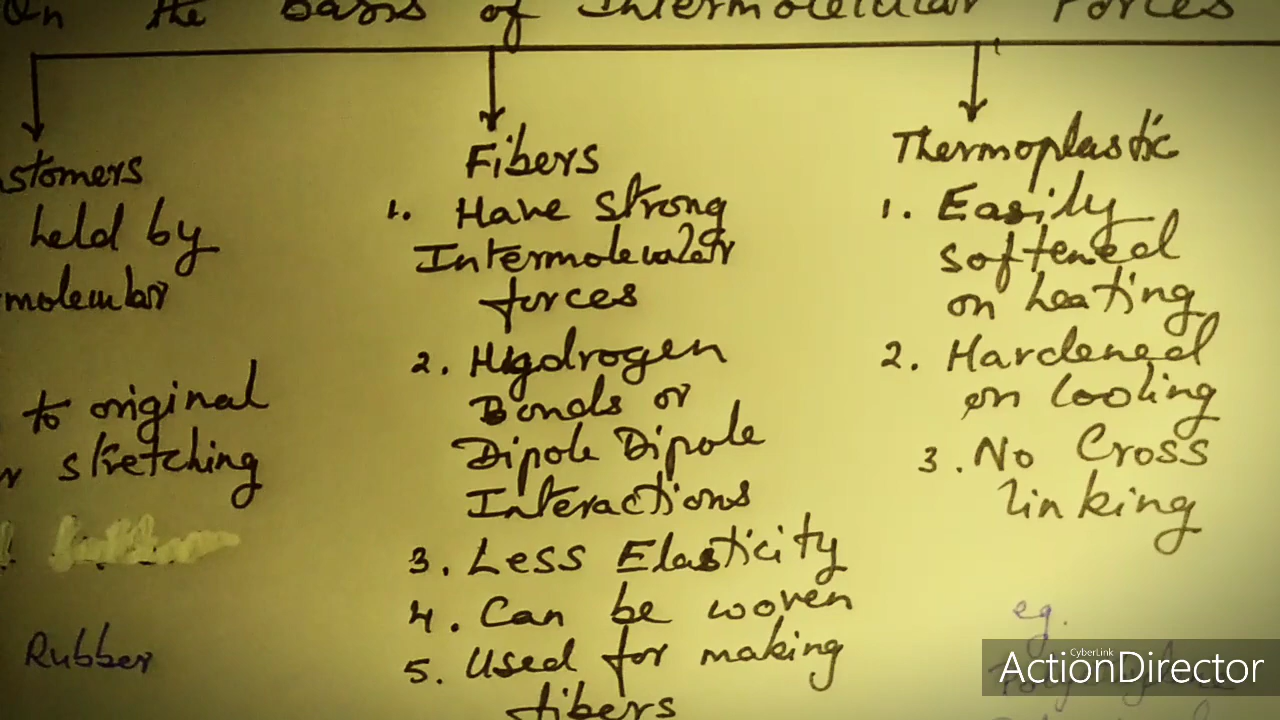 On the basis of Intermolecular Forces
stomers
held by
molecular
to original
stretching
Rubber
Fibers
1. Have Strong
Intermolecular
forces
2. Hydrogen
Bonds or
Dipole Dipole
Interactions
3. Less Elasticity
4. Can be woven
5. Used for making
fibers
Thermoplastic
1. Easily
softened
on heating
2. Hardened
on cooling
3. No Cross
linking
eg.
CyberLink
ActionDirector